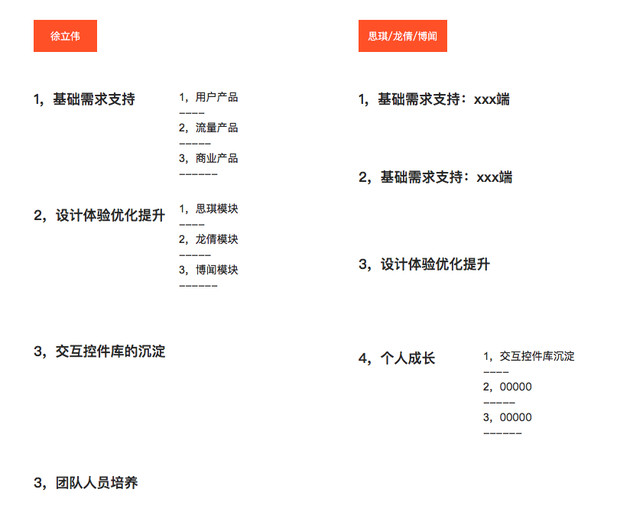 徐立伟
1，基础需求支持
1，用户产品
----
2，流量产品
-----
3，商业产品
------
2，设计体验优化提升
1，思琪模块
----
2，龙倩模块
-----
3，博闻模块
------
3，交互控件库的沉淀
3，团队人员培养
思琪/龙倩/博闻
1，基础需求支持：xxx端
2，基础需求支持：xxx端
3，设计体验优化提升
4，个人成长
1，交互控件库沉淀
----
2，00000
-----
3，00000
------